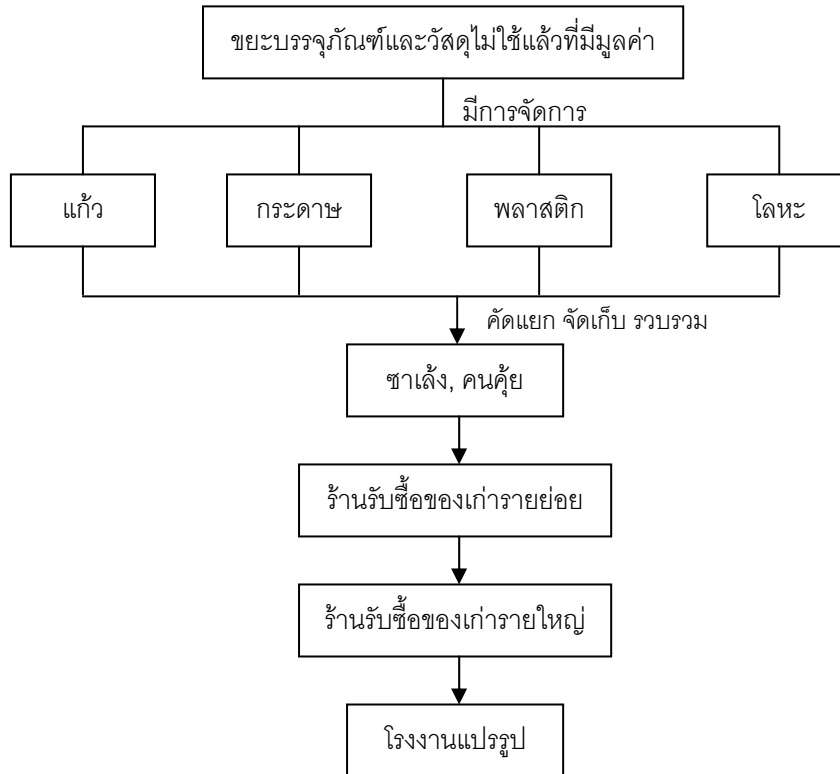 ขยะบรรจุภัณฑ์และวัสดุไม่ใช้แล้วที่มีมูลค่า
มีการจัดการ
แก้ว
กระดาษ
พลาสติก
โลหะ
คัดแยก จัดเก็บ รวบรวม
ซาเล้ง, คนคุ้ย
ร้านรับซื้อของเก่ารายย่อย
ร้านรับซื้อของเก่ารายใหญ่
โรงงานแปรรูป